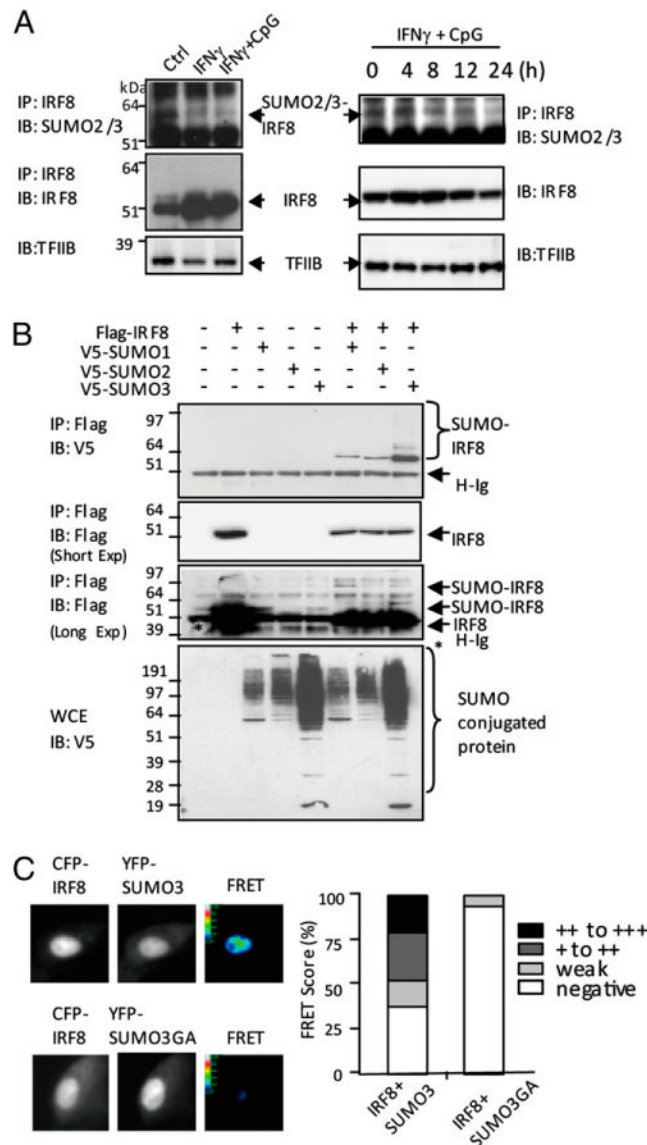 A
Ctrl IFNγ IFNγ+CpG
kDa
IP: IRF8
IB: SUMO2/3
64
51
SUMO2/3-
IRF8
IFNγ + CpG
0 4 8 12 24 (h)
IP: IRF8
IB: SUMO2/3
IP: IRF8
IB: IRF8
64
51
IRF8
IB: IRF8
IB:TFIIB
39
TFIIB
IB:TFIIB
B
Flag-IRF8 - + - - - + + +
V5-SUMO1 - - + - - + - -
V5-SUMO2 - - - + - - + -
V5-SUMO3 - - - - + - - +
IP: Flag
IB: V5
97
64
51
SUMO-
IRF8
H-Ig
IP: Flag
IB: Flag
(Short Exp)
64
51
IRF8
IP: Flag
IB: Flag
(Long Exp)
97
64
51
39
*
SUMO-IRF8
SUMO-IRF8
IRF8
* H-Ig
WCE
IB: V5
191
97
64
51
39
28
19
SUMO
conjugated
protein
C
CFP-
IRF8
YFP-
SUMO3
FRET
CFP-
IRF8
YFP-
SUMO3GA
FRET
FRET Score (%)
100
75
50
25
0
IRF8+
SUMO3
IRF8+
SUMO3GA
++ to +++
+ to ++
weak
negative